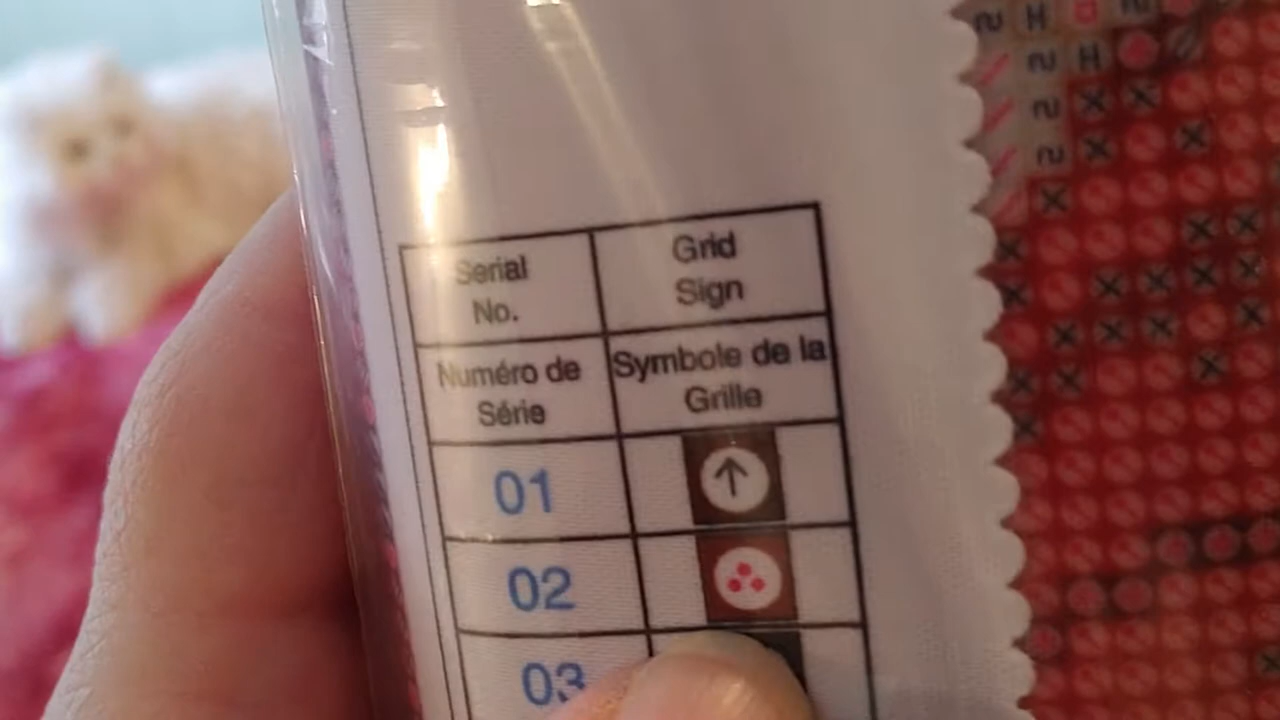 Serial
No.
Grid
Sign
Numéro de
Série
Symbole de la
Grille
01
02
03